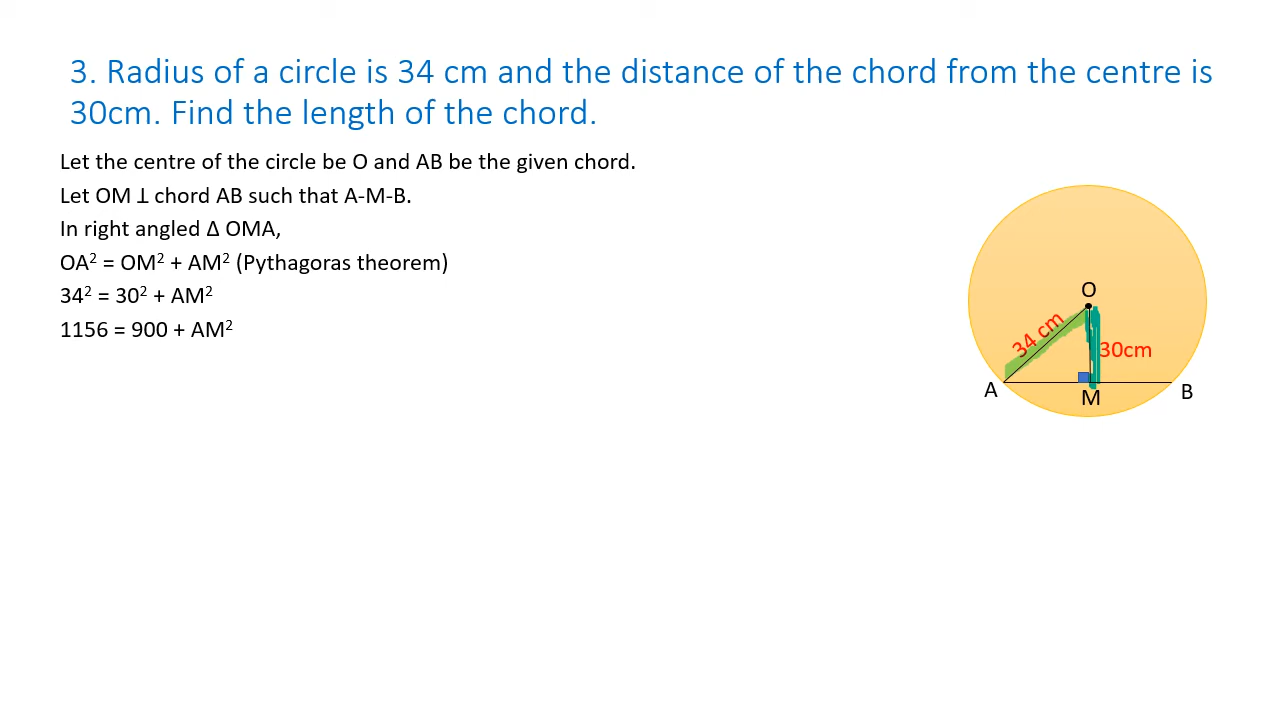 3. Radius of a circle is 34 cm and the distance of the chord from the centre is
30cm. Find the length of the chord.
Let the centre of the circle be O and AB be the given chord.
Let OM ⊥ chord AB such that A-M-B.
In right angled Δ OMA,
OA² = OM² + AM² (Pythagoras theorem)
34² = 30² + AM²
1156 = 900 + AM²
O
34 cm
30cm
A
M
B